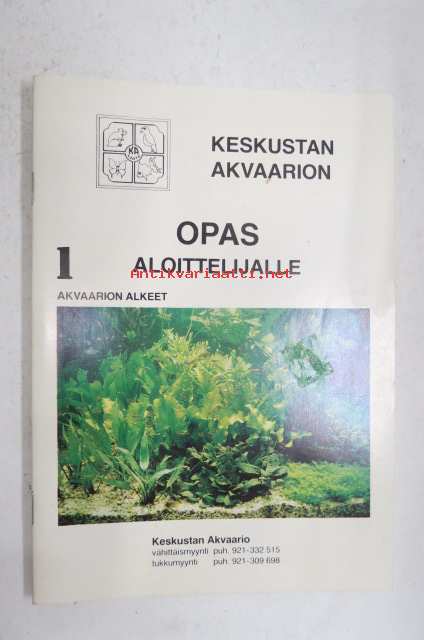 KA
KESKUSTAN
AKVAARION
OPAS
ALOITTELIJALLE
Antikvariaatti.net
1
AKVAARION ALKEET
Keskustan Akvaario
vähittäismyynti puh. 921-332 515
tukkumyynti puh. 921-309 698